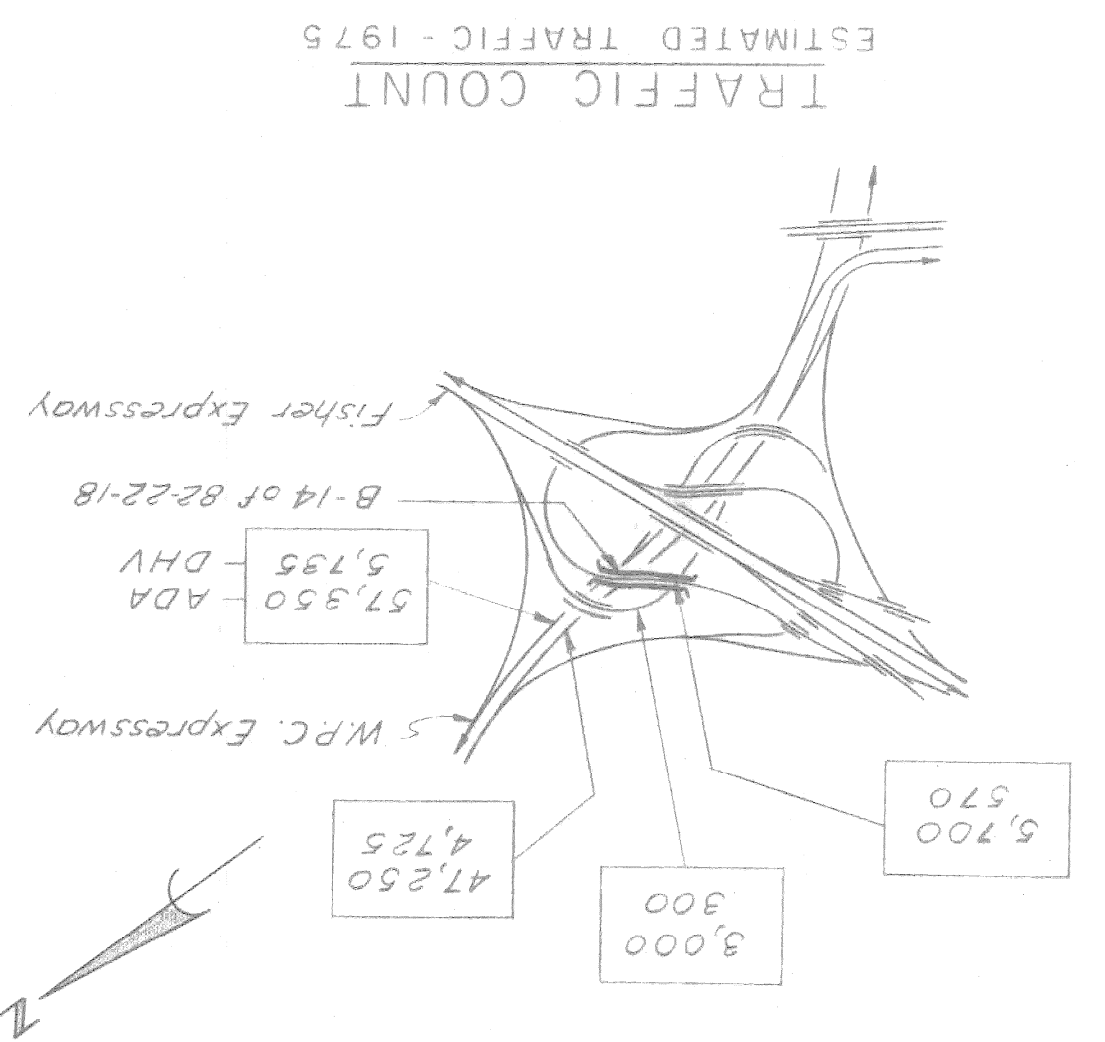 N
3,000
300
5,700
570
47,250
4,725
W.P.C. Expressway
57,350 - ADA
5,735 - DHV
B-14 of 82-22-18
Fisher Expressway
TRAFFIC COUNT
ESTIMATED TRAFFIC - 1975